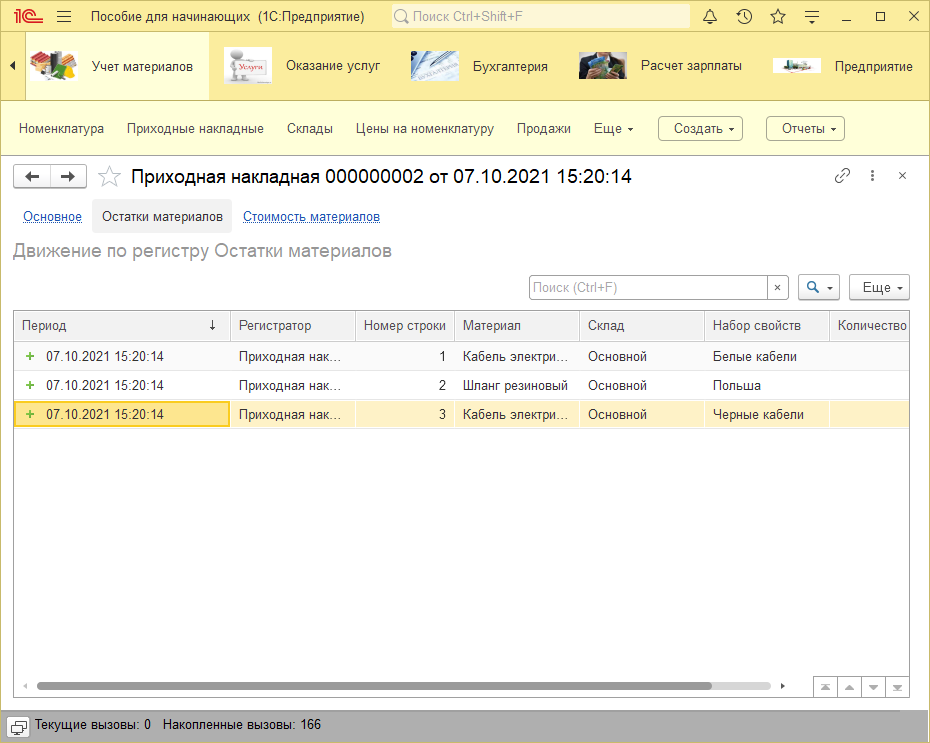 1С Пособие для начинающих (1С:Предприятие) Поиск Ctrl+Shift+F
Учет материалов Услуги Оказание услуг Бухгалтерия Расчет зарплаты Предприятие
Номенклатура Приходные накладные Склады Цены на номенклатуру Продажи Еще Создать Отчеты
Приходная накладная 000000002 от 07.10.2021 15:20:14
Основное Остатки материалов Стоимость материалов
Движение по регистру Остатки материалов
Поиск (Ctrl+F) × Еще
Период ↓ Регистратор Номер строки Материал Склад Набор свойств Количество
+ 07.10.2021 15:20:14 Приходная нак... 1 Кабель электри... Основной Белые кабели
+ 07.10.2021 15:20:14 Приходная нак... 2 Шланг резиновый Основной Польша
+ 07.10.2021 15:20:14 Приходная нак... 3 Кабель электри... Основной Черные кабели
Текущие вызовы: 0 Накопленные вызовы: 166